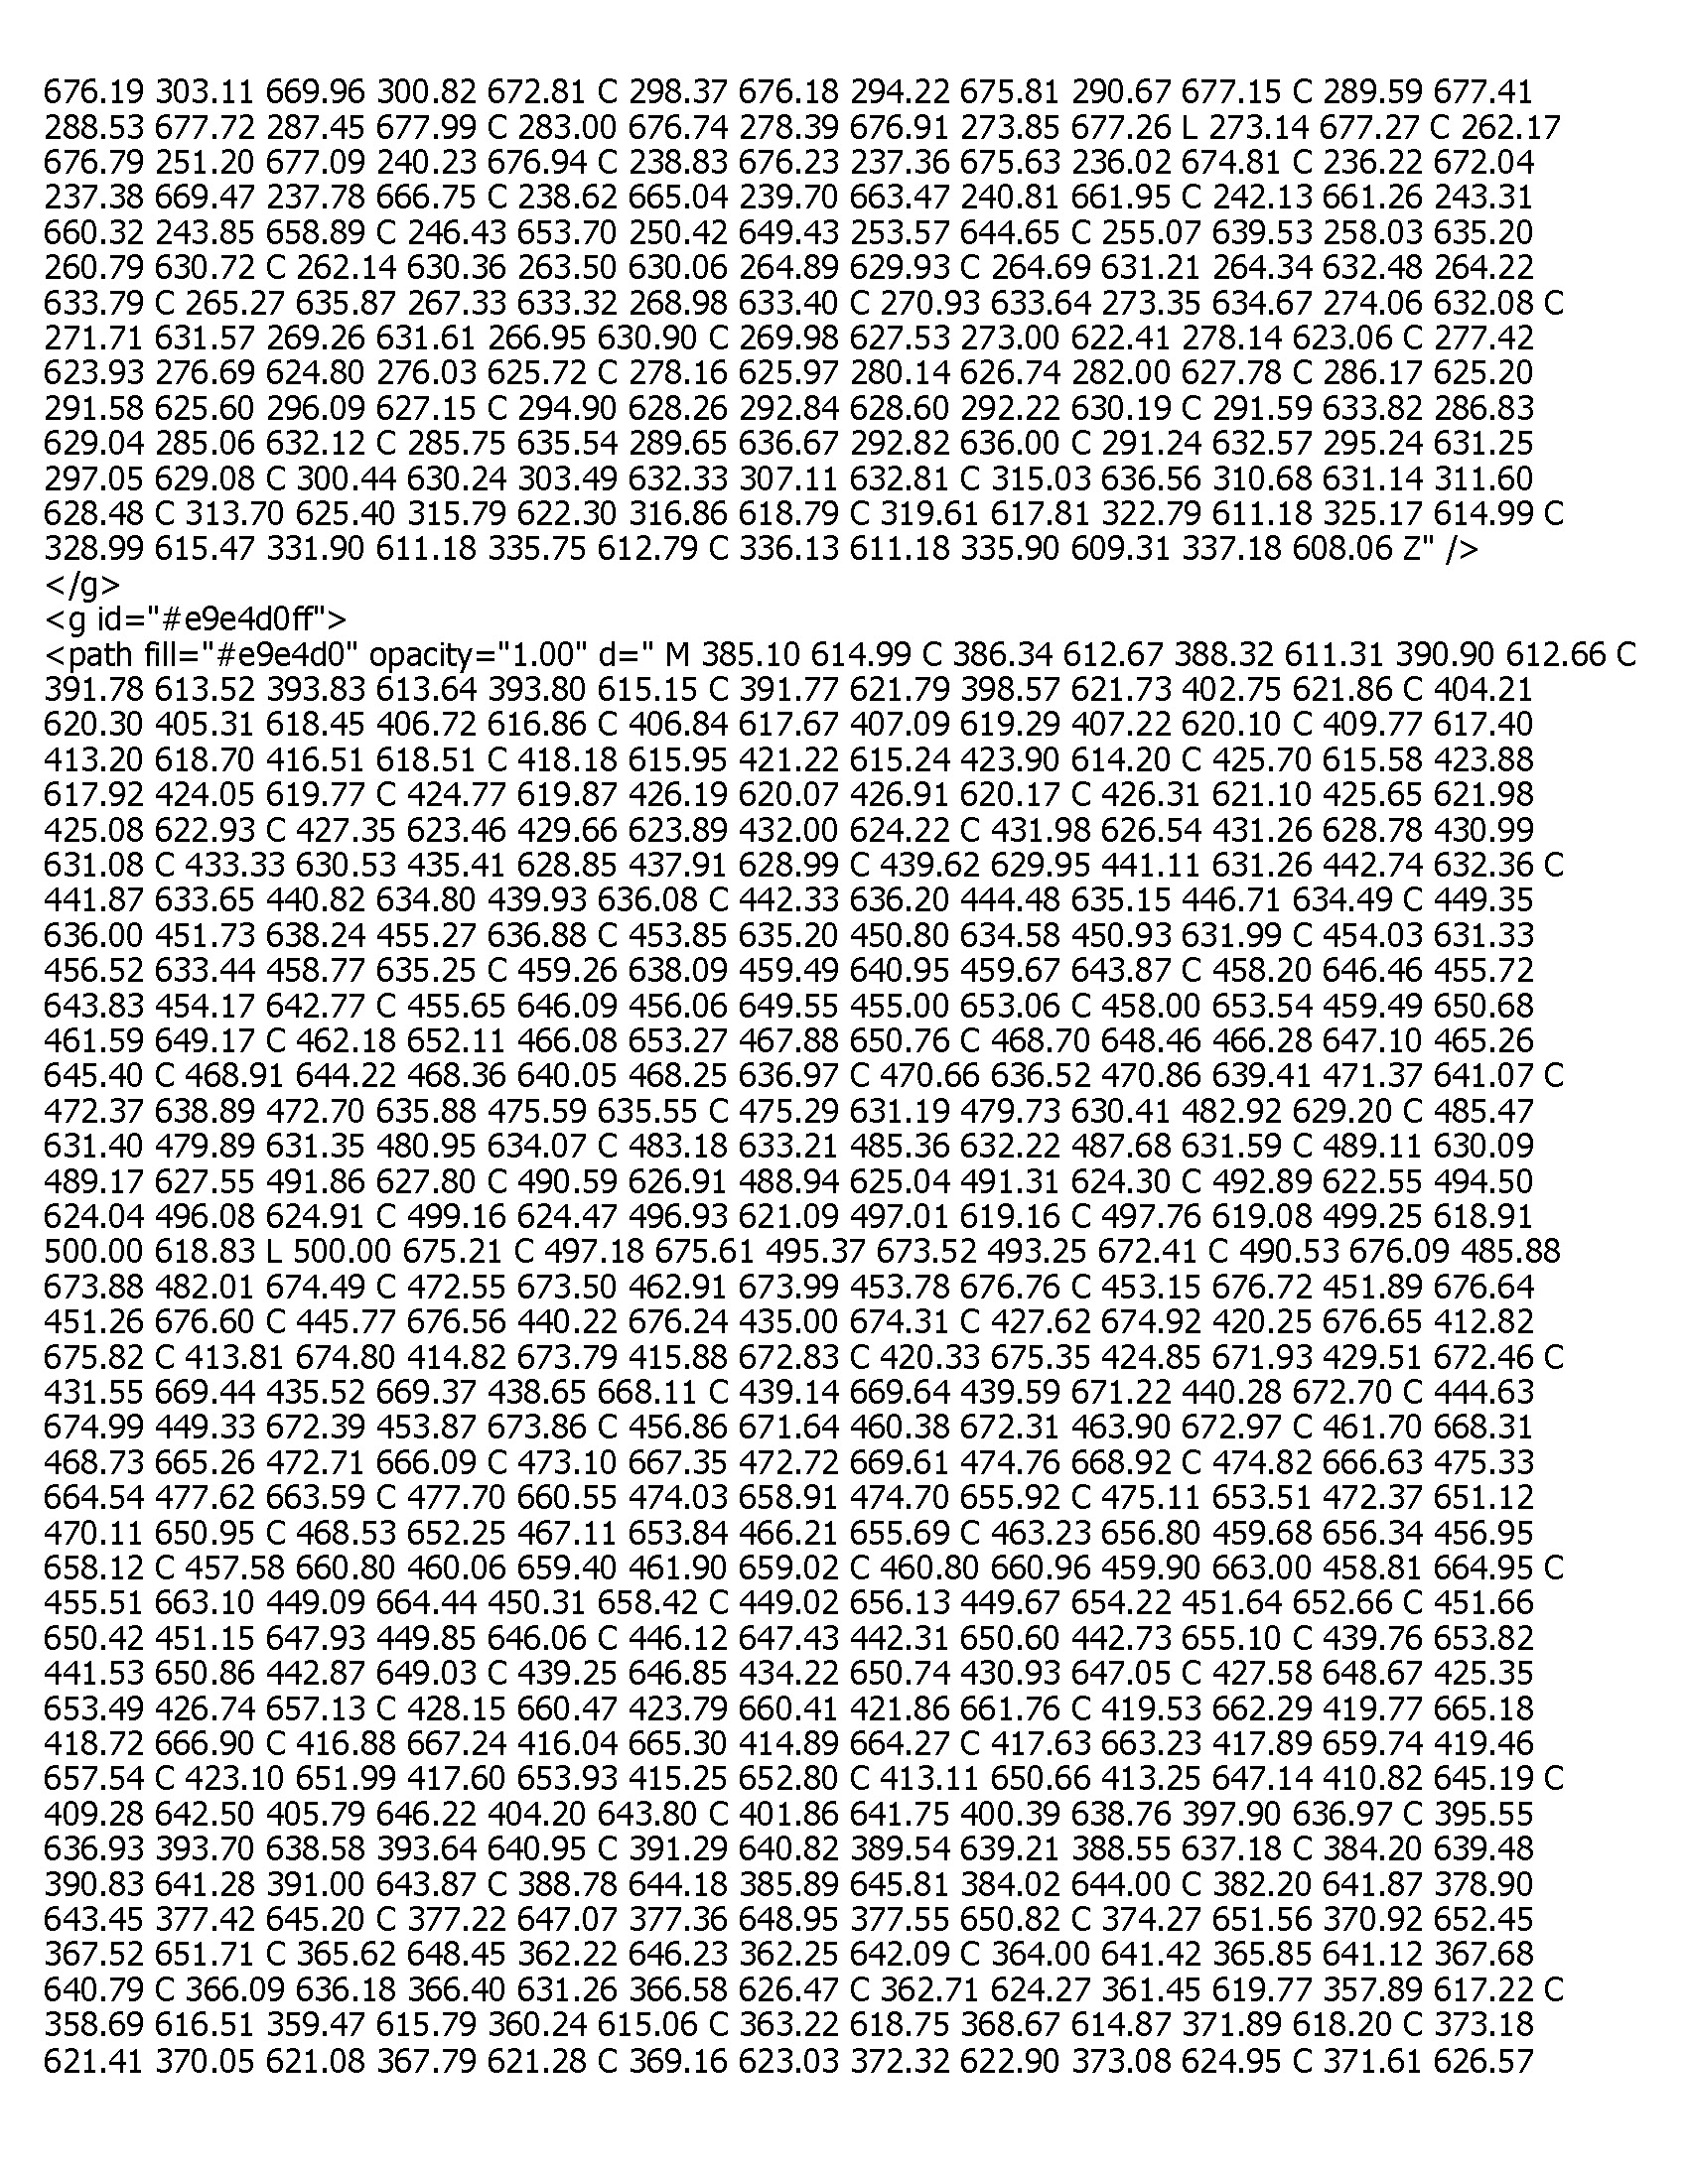 676.19 303.11 669.96 300.82 672.81 C 298.37 676.18 294.22 675.81 290.67 677.15 C 289.59 677.41
288.53 677.72 287.45 677.99 C 283.00 676.74 278.39 676.91 273.85 677.26 L 273.14 677.27 C 262.17
676.79 251.20 677.09 240.23 676.94 C 238.83 676.23 237.36 675.63 236.02 674.81 C 236.22 672.04
237.38 669.47 237.78 666.75 C 238.62 665.04 239.70 663.47 240.81 661.95 C 242.13 661.26 243.31
660.32 243.85 658.89 C 246.43 653.70 250.42 649.43 253.57 644.65 C 255.07 639.53 258.03 635.20
260.79 630.72 C 262.14 630.36 263.50 630.06 264.89 629.93 C 264.69 631.21 264.34 632.48 264.22
633.79 C 265.27 635.87 267.33 633.32 268.98 633.40 C 270.93 633.64 273.35 634.67 274.06 632.08 C
271.71 631.57 269.26 631.61 266.95 630.90 C 269.98 627.53 273.00 622.41 278.14 623.06 C 277.42
623.93 276.69 624.80 276.03 625.72 C 278.16 625.97 280.14 626.74 282.00 627.78 C 286.17 625.20
291.58 625.60 296.09 627.15 C 294.90 628.26 292.84 628.60 292.22 630.19 C 291.59 633.82 286.83
629.04 285.06 632.12 C 285.75 635.54 289.65 636.67 292.82 636.00 C 291.24 632.57 295.24 631.25
297.05 629.08 C 300.44 630.24 303.49 632.33 307.11 632.81 C 315.03 636.56 310.68 631.14 311.60
628.48 C 313.70 625.40 315.79 622.30 316.86 618.79 C 319.61 617.81 322.79 611.18 325.17 614.99 C
328.99 615.47 331.90 611.18 335.75 612.79 C 336.13 611.18 335.90 609.31 337.18 608.06 Z" />
</g>
<g id="#e9e4d0ff">
<path fill="#e9e4d0" opacity="1.00" d=" M 385.10 614.99 C 386.34 612.67 388.32 611.31 390.90 612.66 C
391.78 613.52 393.83 613.64 393.80 615.15 C 391.77 621.79 398.57 621.73 402.75 621.86 C 404.21
620.30 405.31 618.45 406.72 616.86 C 406.84 617.67 407.09 619.29 407.22 620.10 C 409.77 617.40
413.20 618.70 416.51 618.51 C 418.18 615.95 421.22 615.24 423.90 614.20 C 425.70 615.58 423.88
617.92 424.05 619.77 C 424.77 619.87 426.19 620.07 426.91 620.17 C 426.31 621.10 425.65 621.98
425.08 622.93 C 427.35 623.46 429.66 623.89 432.00 624.22 C 431.98 626.54 431.26 628.78 430.99
631.08 C 433.33 630.53 435.41 628.85 437.91 628.99 C 439.62 629.95 441.11 631.26 442.74 632.36 C
441.87 633.65 440.82 634.80 439.93 636.08 C 442.33 636.20 444.48 635.15 446.71 634.49 C 449.35
636.00 451.73 638.24 455.27 636.88 C 453.85 635.20 450.80 634.58 450.93 631.99 C 454.03 631.33
456.52 633.44 458.77 635.25 C 459.26 638.09 459.49 640.95 459.67 643.87 C 458.20 646.46 455.72
643.83 454.17 642.77 C 455.65 646.09 456.06 649.55 455.00 653.06 C 458.00 653.54 459.49 650.68
461.59 649.17 C 462.18 652.11 466.08 653.27 467.88 650.76 C 468.70 648.46 466.28 647.10 465.26
645.40 C 468.91 644.22 468.36 640.05 468.25 636.97 C 470.66 636.52 470.86 639.41 471.37 641.07 C
472.37 638.89 472.70 635.88 475.59 635.55 C 475.29 631.19 479.73 630.41 482.92 629.20 C 485.47
631.40 479.89 631.35 480.95 634.07 C 483.18 633.21 485.36 632.22 487.68 631.59 C 489.11 630.09
489.17 627.55 491.86 627.80 C 490.59 626.91 488.94 625.04 491.31 624.30 C 492.89 622.55 494.50
624.04 496.08 624.91 C 499.16 624.47 496.93 621.09 497.01 619.16 C 497.76 619.08 499.25 618.91
500.00 618.83 L 500.00 675.21 C 497.18 675.61 495.37 673.52 493.25 672.41 C 490.53 676.09 485.88
673.88 482.01 674.49 C 472.55 673.50 462.91 673.99 453.78 676.76 C 453.15 676.72 451.89 676.64
451.26 676.60 C 445.77 676.56 440.22 676.24 435.00 674.31 C 427.62 674.92 420.25 676.65 412.82
675.82 C 413.81 674.80 414.82 673.79 415.88 672.83 C 420.33 675.35 424.85 671.93 429.51 672.46 C
431.55 669.44 435.52 669.37 438.65 668.11 C 439.14 669.64 439.59 671.22 440.28 672.70 C 444.63
674.99 449.33 672.39 453.87 673.86 C 456.86 671.64 460.38 672.31 463.90 672.97 C 461.70 668.31
468.73 665.26 472.71 666.09 C 473.10 667.35 472.72 669.61 474.76 668.92 C 474.82 666.63 475.33
664.54 477.62 663.59 C 477.70 660.55 474.03 658.91 474.70 655.92 C 475.11 653.51 472.37 651.12
470.11 650.95 C 468.53 652.25 467.11 653.84 466.21 655.69 C 463.23 656.80 459.68 656.34 456.95
658.12 C 457.58 660.80 460.06 659.40 461.90 659.02 C 460.80 660.96 459.90 663.00 458.81 664.95 C
455.51 663.10 449.09 664.44 450.31 658.42 C 449.02 656.13 449.67 654.22 451.64 652.66 C 451.66
650.42 451.15 647.93 449.85 646.06 C 446.12 647.43 442.31 650.60 442.73 655.10 C 439.76 653.82
441.53 650.86 442.87 649.03 C 439.25 646.85 434.22 650.74 430.93 647.05 C 427.58 648.67 425.35
653.49 426.74 657.13 C 428.15 660.47 423.79 660.41 421.86 661.76 C 419.53 662.29 419.77 665.18
418.72 666.90 C 416.88 667.24 416.04 665.30 414.89 664.27 C 417.63 663.23 417.89 659.74 419.46
657.54 C 423.10 651.99 417.60 653.93 415.25 652.80 C 413.11 650.66 413.25 647.14 410.82 645.19 C
409.28 642.50 405.79 646.22 404.20 643.80 C 401.86 641.75 400.39 638.76 397.90 636.97 C 395.55
636.93 393.70 638.58 393.64 640.95 C 391.29 640.82 389.54 639.21 388.55 637.18 C 384.20 639.48
390.83 641.28 391.00 643.87 C 388.78 644.18 385.89 645.81 384.02 644.00 C 382.20 641.87 378.90
643.45 377.42 645.20 C 377.22 647.07 377.36 648.95 377.55 650.82 C 374.27 651.56 370.92 652.45
367.52 651.71 C 365.62 648.45 362.22 646.23 362.25 642.09 C 364.00 641.42 365.85 641.12 367.68
640.79 C 366.09 636.18 366.40 631.26 366.58 626.47 C 362.71 624.27 361.45 619.77 357.89 617.22 C
358.69 616.51 359.47 615.79 360.24 615.06 C 363.22 618.75 368.67 614.87 371.89 618.20 C 373.18
621.41 370.05 621.08 367.79 621.28 C 369.16 623.03 372.32 622.90 373.08 624.95 C 371.61 626.57